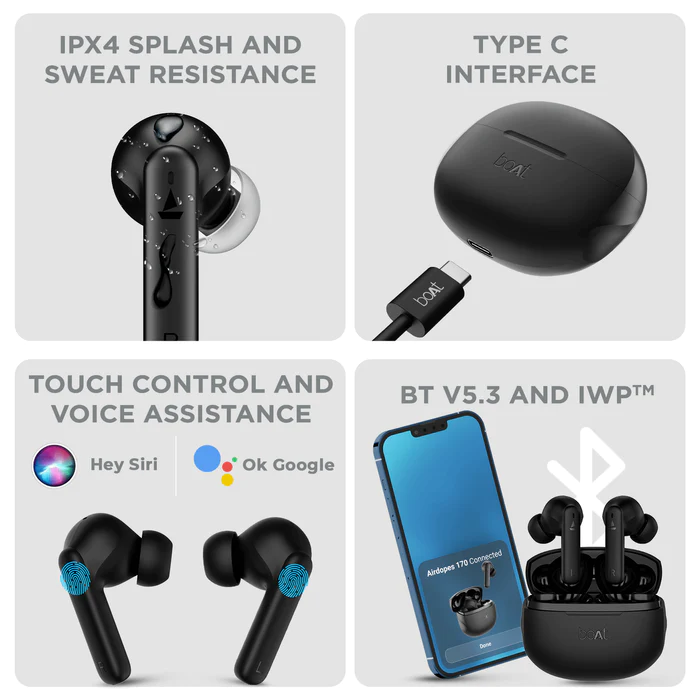 IPX4 SPLASH AND
SWEAT RESISTANCE
TYPE C
INTERFACE
boAt
boAt
TOUCH CONTROL AND
VOICE ASSISTANCE
Hey Siri
Ok Google
BT V5.3 AND IWP™
Airdopes 170 Connected
Done
boAt